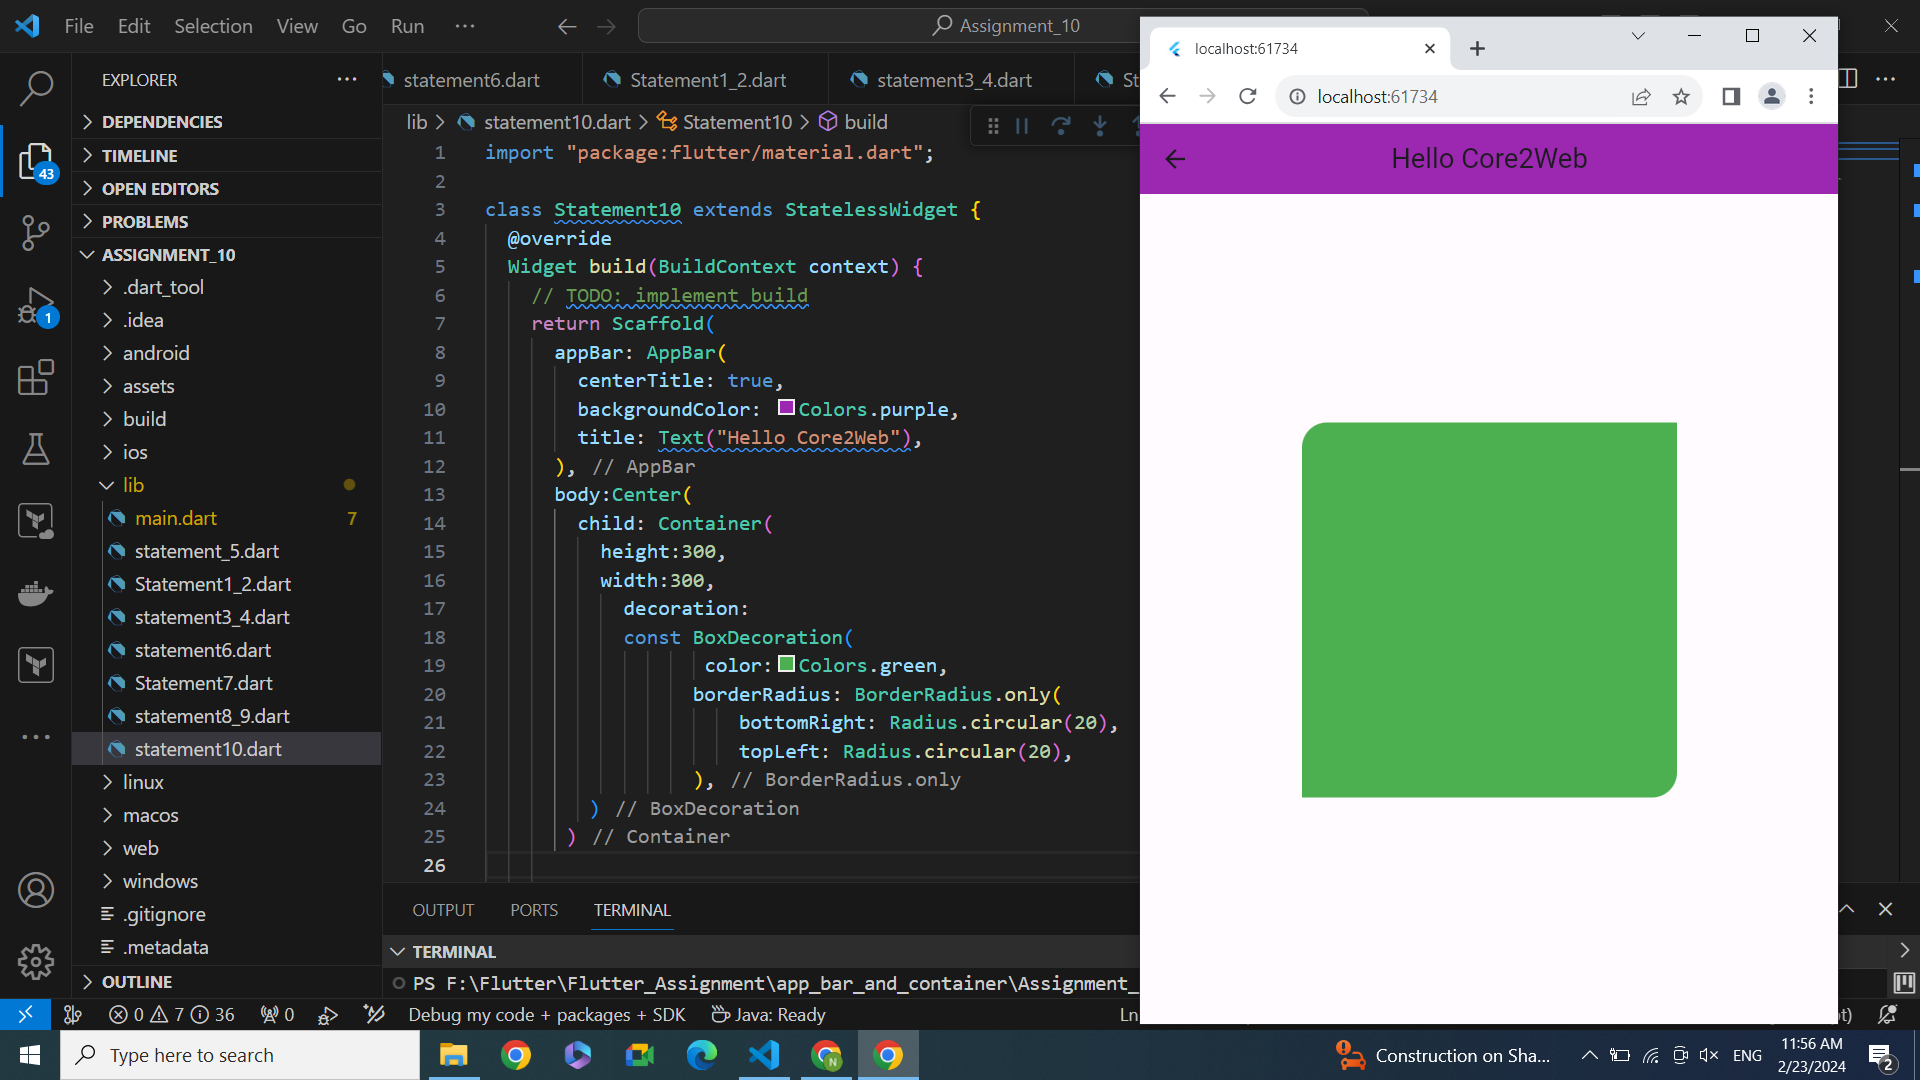 File Edit Selection View Go Run ··· Assignment_10
EXPLORER ···
DEPENDENCIES
TIMELINE
OPEN EDITORS
PROBLEMS
ASSIGNMENT_10
.dart_tool
.idea
android
assets
build
ios
lib
main.dart 7
statement_5.dart
Statement1_2.dart
statement3_4.dart
statement6.dart
Statement7.dart
statement8_9.dart
statement10.dart
linux
macos
web
windows
.gitignore
.metadata
OUTLINE
43
1
statement6.dart Statement1_2.dart statement3_4.dart
lib > statement10.dart > Statement10 > build
1 import "package:flutter/material.dart";
2
3 class Statement10 extends StatelessWidget {
4 @override
5 Widget build(BuildContext context) {
6 // TODO: implement build
7 return Scaffold(
8 appBar: AppBar(
9 centerTitle: true,
10 backgroundColor: Colors.purple,
11 title: Text("Hello Core2Web"),
12 ), // AppBar
13 body:Center(
14 child: Container(
15 height:300,
16 width:300,
17 decoration:
18 const BoxDecoration(
19 color: Colors.green,
20 borderRadius: BorderRadius.only(
21 bottomRight: Radius.circular(20),
22 topLeft: Radius.circular(20),
23 ), // BorderRadius.only
24 ) // BoxDecoration
25 ) // Container
26
OUTPUT PORTS TERMINAL
TERMINAL
PS F:\Flutter\Flutter_Assignment\app_bar_and_container\Assignment_
0 7 36 0 Debug my code + packages + SDK Java: Ready Ln
localhost:61734
localhost:61734
Hello Core2Web
Type here to search
N
Construction on Sha...
ENG
11:56 AM
2/23/2024
2